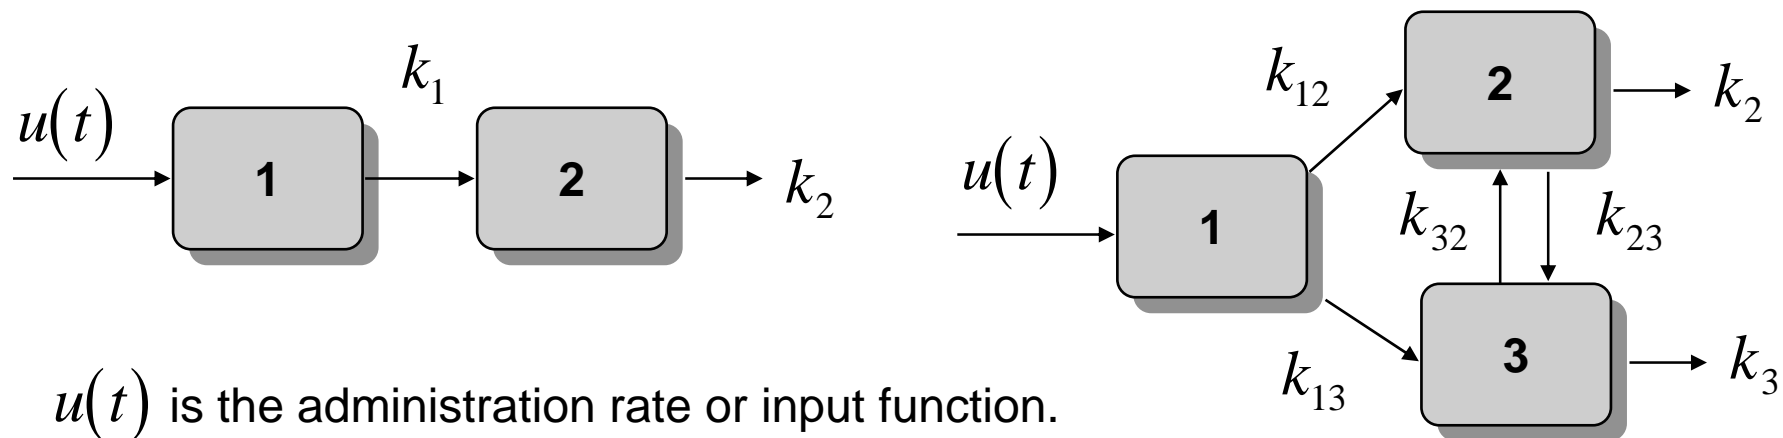 u(t)
1
k₁
2
k₂
u(t)
1
k₁₂
2
k₂
k₃₂
k₂₃
k₁₃
3
k₃
u(t) is the administration rate or input function.